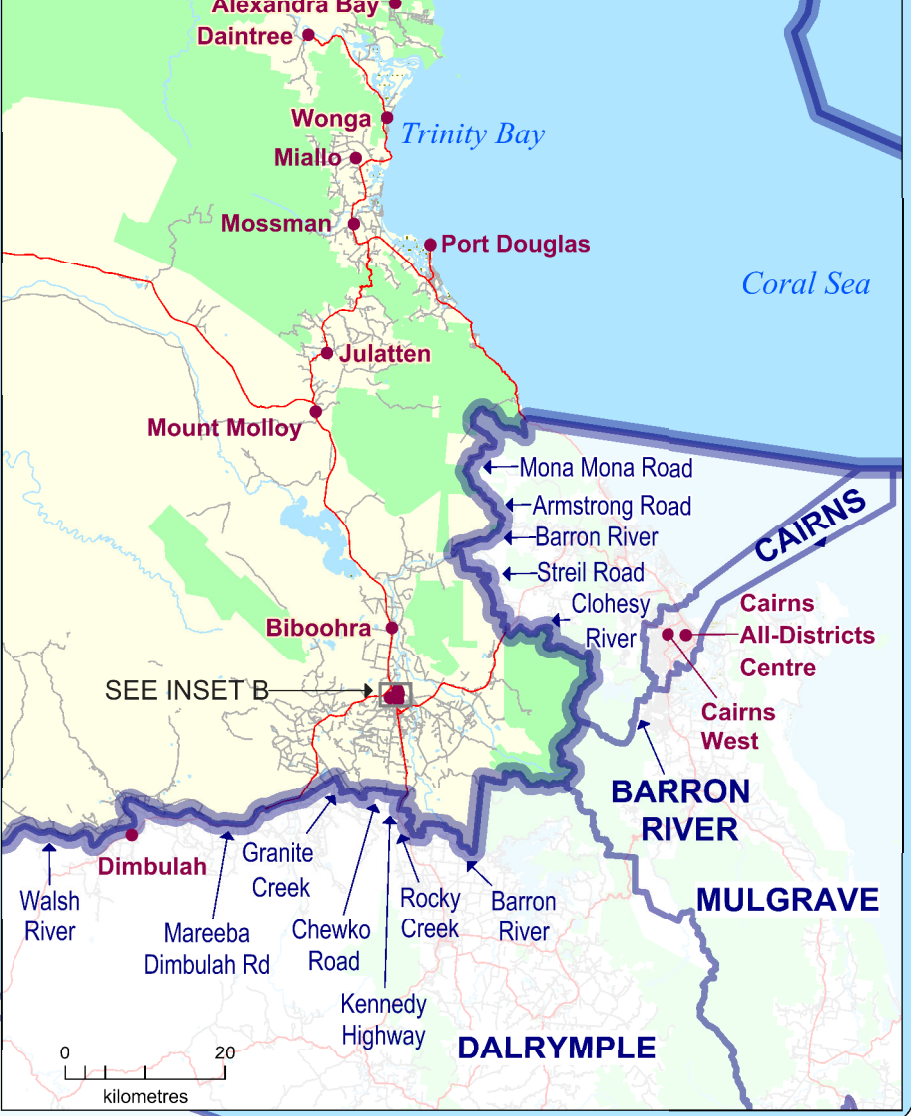 Alexandra Bay
Daintree
Wonga
Trinity Bay
Miallo
Mossman
Port Douglas
Coral Sea
Julatten
Mount Molloy
Mona Mona Road
Armstrong Road
Barron River
CAIRNS
Streil Road
Clohesy
River
Cairns
All-Districts
Centre
Biboohra
SEE INSET B
Cairns
West
BARRON
RIVER
Dimbulah
Granite
Creek
MULGRAVE
Walsh
River
Mareeba
Dimbulah Rd
Chewko
Road
Rocky
Creek
Barron
River
Kennedy
Highway
DALRYMPLE
0 20
kilometres